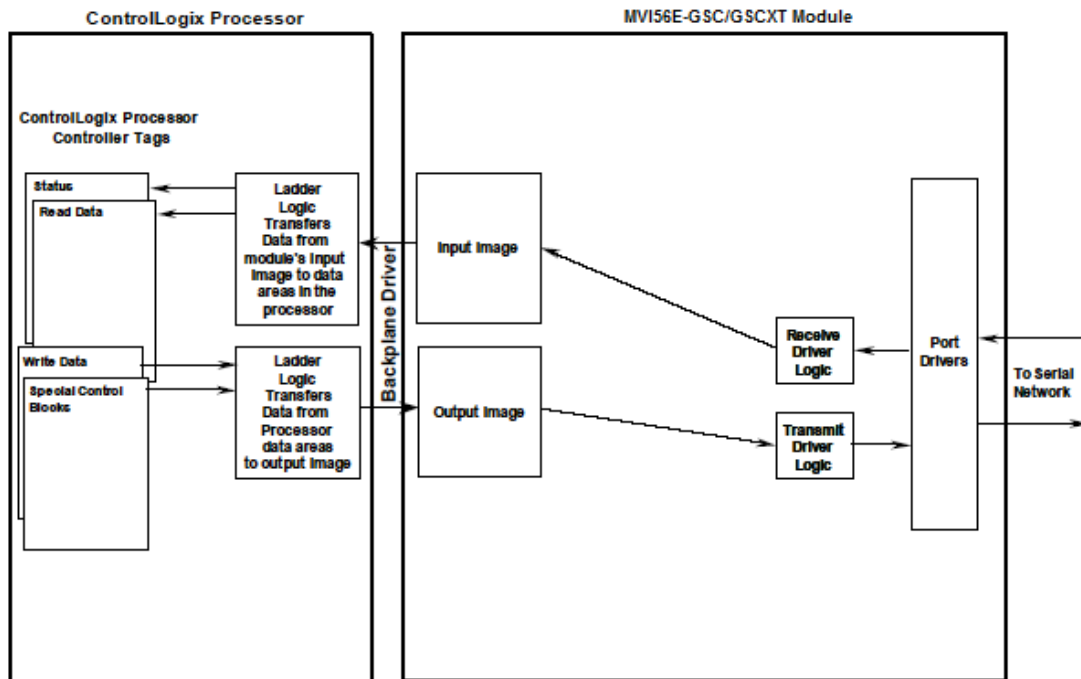 ControlLogix Processor
MVI56E-GSC/GSCXT Module
ControlLogix Processor
Controller Tags
Status
Read Data
Ladder
Logic
Transfers
Data from
module's Input
Image to data
areas in the
processor
Backplane Driver
Input Image
Receive
Driver
Logic
Port
Drivers
To Serial
Network
Write Data
Special Control
Blocks
Ladder
Logic
Transfers
Data from
Processor
data areas
to output image
Output Image
Transmit
Driver
Logic